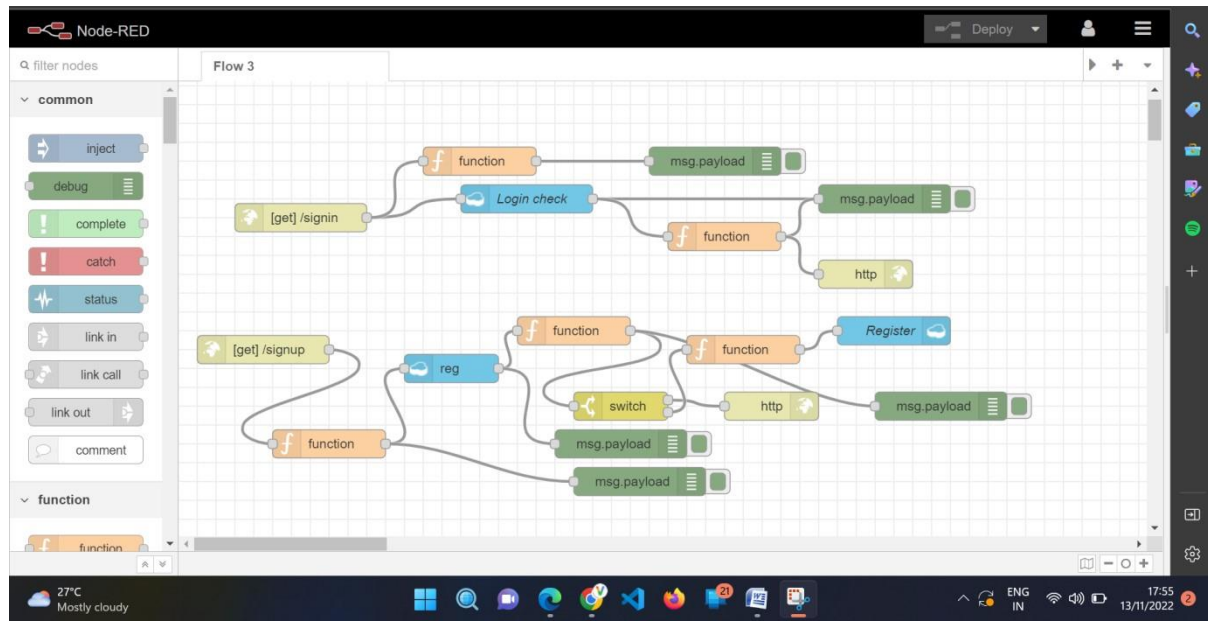 Node-RED
Deploy
filter nodes
Flow 3
common
inject
debug
complete
catch
status
link in
link call
link out
comment
function
function
function
msg.payload
Login check
msg.payload
[get] /signin
function
http
function
Register
[get] /signup
function
reg
switch
http
msg.payload
function
msg.payload
msg.payload
27°C
Mostly cloudy
21
ENG
IN
17:55
13/11/2022
2